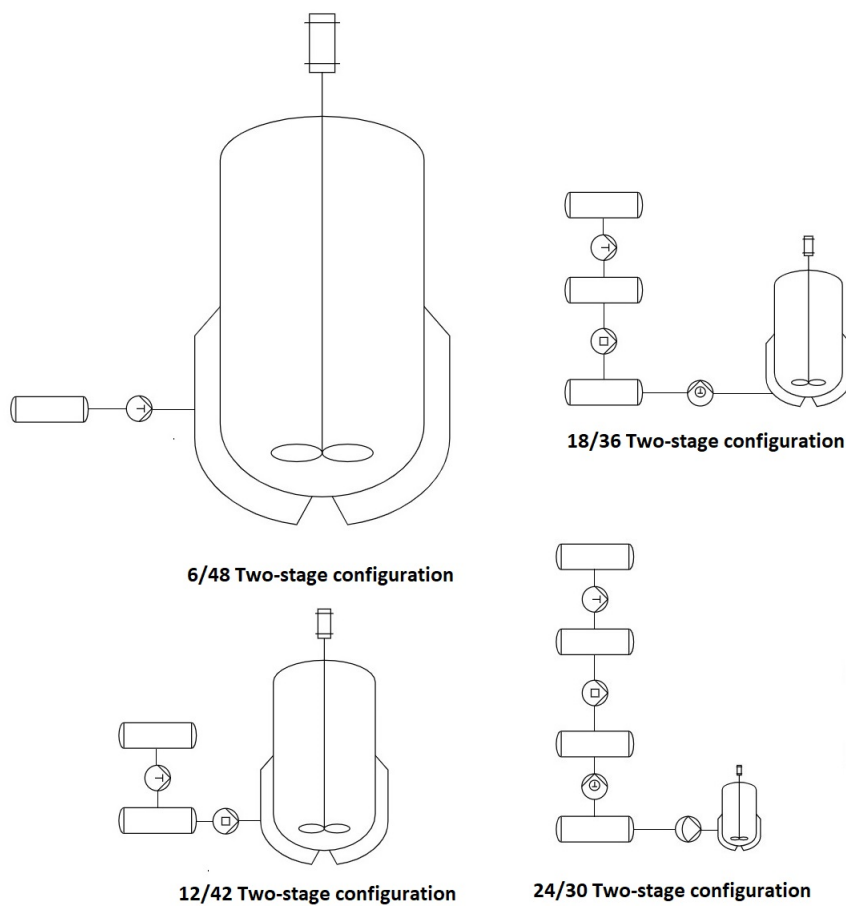 18/36 Two-stage configuration
6/48 Two-stage configuration
12/42 Two-stage configuration
24/30 Two-stage configuration